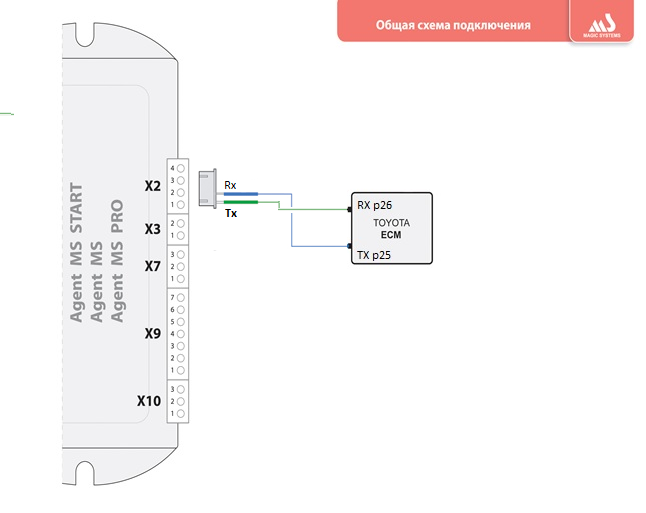 Общая схема подключения
MAGIC SYSTEMS
Agent MS START
Agent MS
Agent MS PRO
X2
4
3
2
1
X3
2
1
X7
3
2
1
X9
7
6
5
4
3
2
1
X10
3
2
1
Rx
Tx
RX p26
TOYOTA
ECM
TX p25